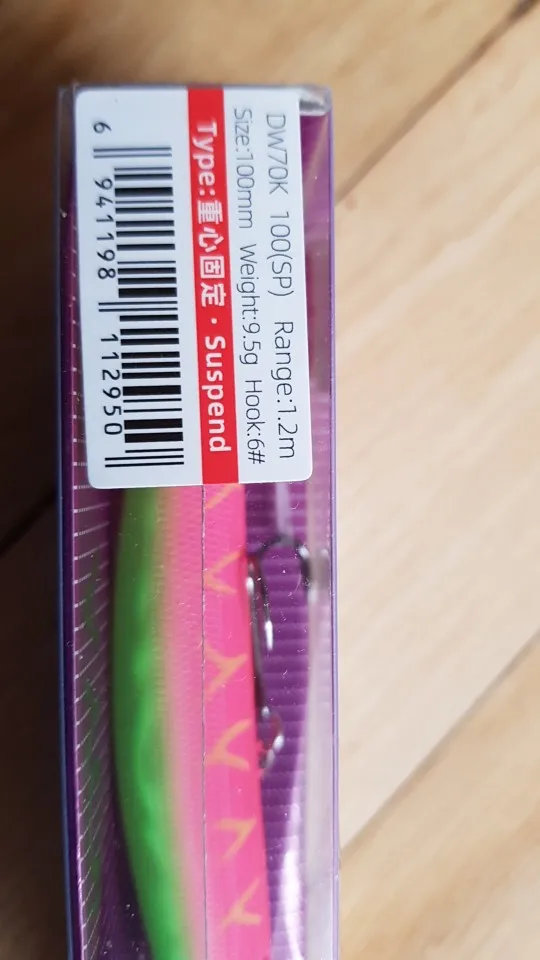 DW70K 100(SP) Range:1.2m
Size:100mm Weight:9.5g Hook:6#
Type:重心固定·Suspend
6 941198 112950